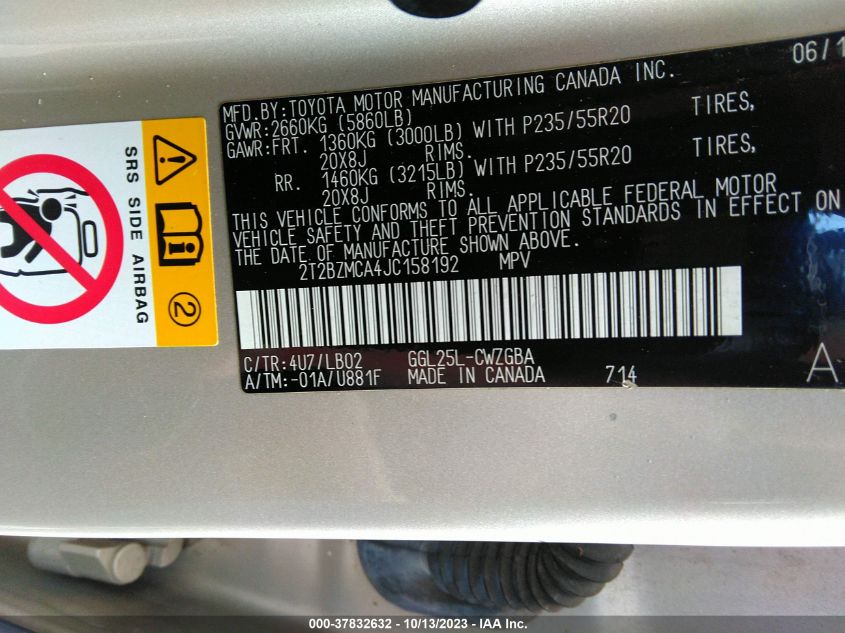 06/1
MFD.BY:TOYOTA MOTOR MANUFACTURING CANADA INC.
GVWR:2660KG (5860LB)
GAWR:FRT. 1360KG (3000LB) WITH P235/55R20 TIRES,
20X8J RIMS.
RR. 1460KG (3215LB) WITH P235/55R20 TIRES,
20X8J RIMS.
THIS VEHICLE CONFORMS TO ALL APPLICABLE FEDERAL MOTOR
VEHICLE SAFETY AND THEFT PREVENTION STANDARDS IN EFFECT ON
THE DATE OF MANUFACTURE SHOWN ABOVE.
2T2BZMCA4JC158192 MPV
C/TR:4U7/LB02 GGL25L-CWZGBA
A/TM:-01A/U881F MADE IN CANADA 714
A
SRS SIDE AIRBAG
2
000-37832632 - 10/13/2023 - IAA Inc.